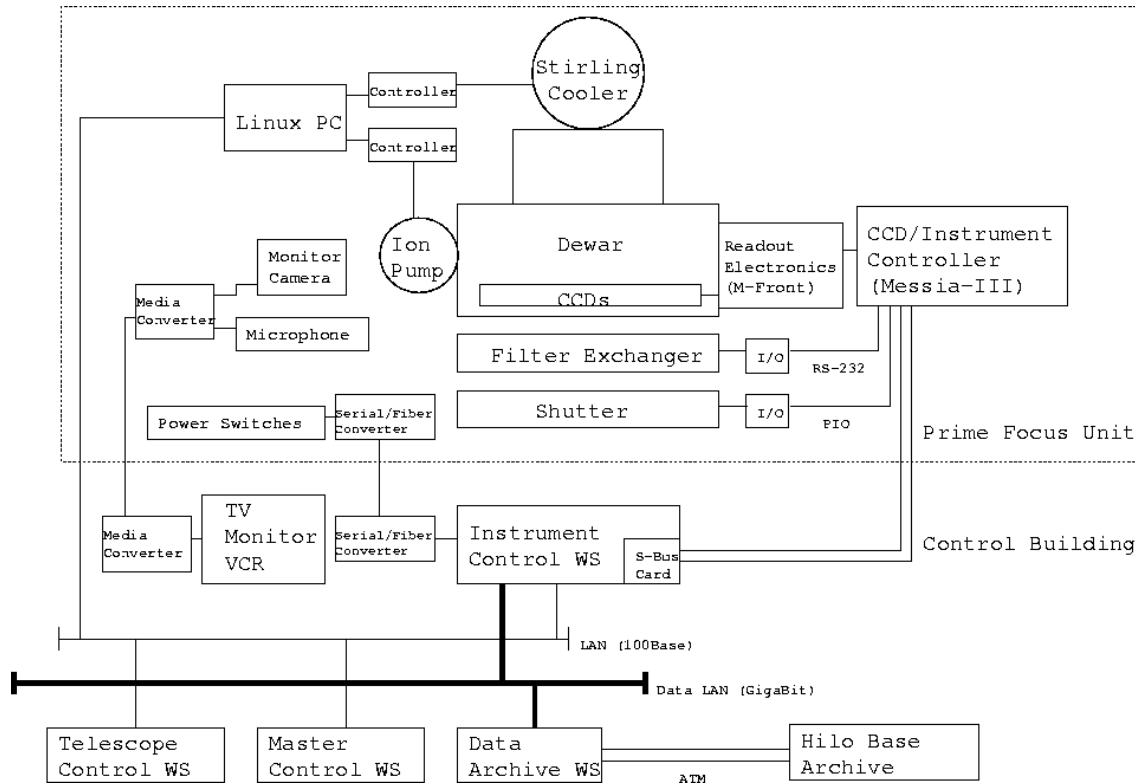 Stirling
Cooler
Controller
Linux PC
Controller
Ion
Pump
Dewar
CCDs
Readout
Electronics
(M-Front)
CCD/Instrument
Controller
(Messia-III)
Monitor
Camera
Media
Converter
Microphone
Filter Exchanger
I/O
RS-232
Shutter
I/O
PIO
Power Switches
Serial/Fiber
Converter
Prime Focus Unit
TV
Monitor
VCR
Media
Converter
Serial/Fiber
Converter
Instrument
Control WS
S-Bus
Card
Control Building
LAN (100Base)
Data LAN (GigaBit)
Telescope
Control WS
Master
Control WS
Data
Archive WS
ATM
Hilo Base
Archive